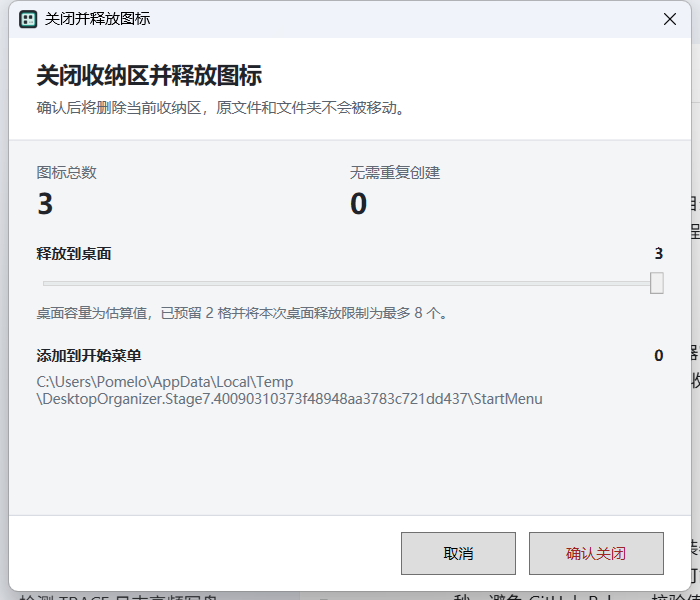 关闭并释放图标
关闭收纳区并释放图标
确认后将删除当前收纳区，原文件和文件夹不会被移动。
图标总数
无需重复创建
3
0
释放到桌面
3
桌面容量为估算值，已预留 2 格并将本次桌面释放限制为最多 8 个。
添加到开始菜单
0
C:\Users\Pomelo\AppData\Local\Temp
\DesktopOrganizer.Stage7.40090310373f48948aa3783c721dd437\StartMenu
取消
确认关闭